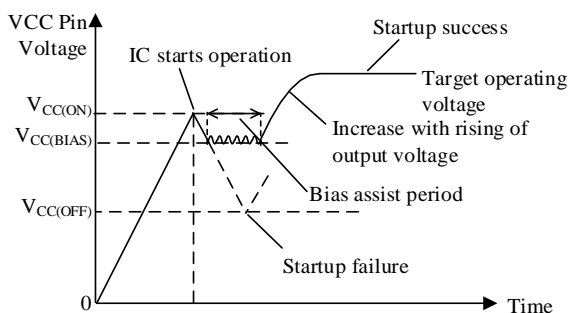 VCC Pin
Voltage
Startup success
IC starts operation
Target operating
voltage
VCC(ON)
Increase with rising of
output voltage
VCC(BIAS)
Bias assist period
VCC(OFF)
Startup failure
0
Time